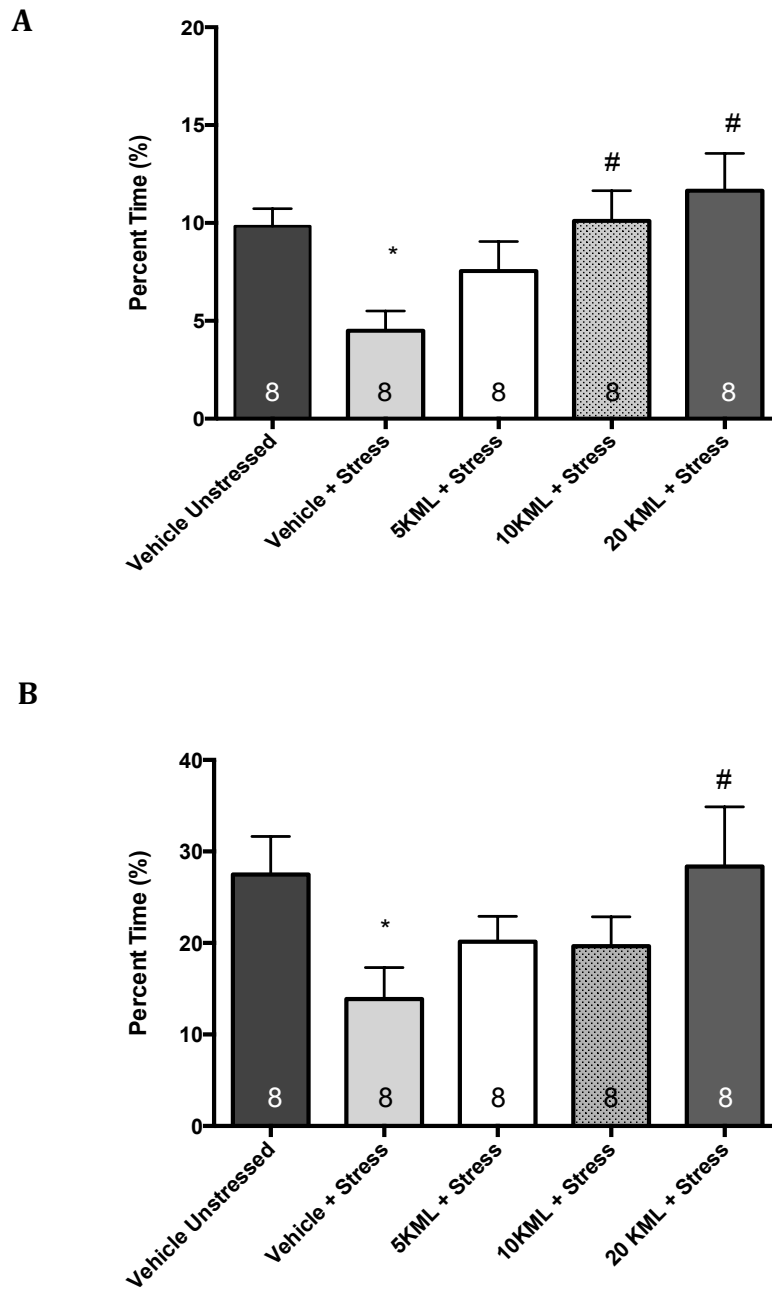 A
20
15
10
5
0
Percent Time (%)
*
#
#
8
8
8
8
8
Vehicle Unstressed
Vehicle + Stress
5KML + Stress
10KML + Stress
20 KML + Stress
B
40
30
20
10
0
Percent Time (%)
*
#
8
8
8
8
8
Vehicle Unstressed
Vehicle + Stress
5KML + Stress
10KML + Stress
20 KML + Stress